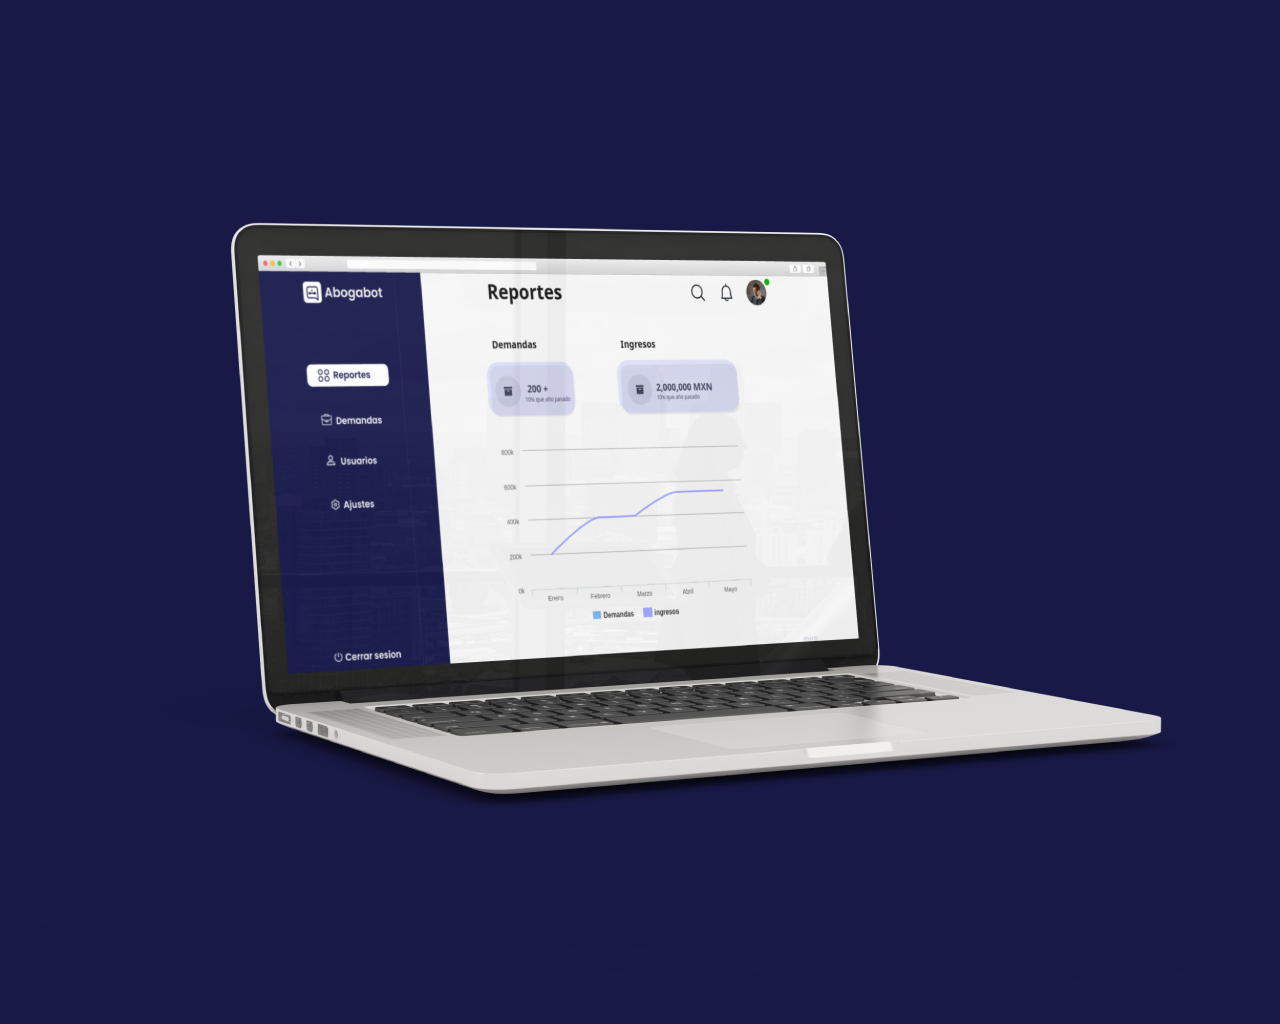 Abogabot
Reportes
Demandas
Usuarios
Ajustes
Cerrar sesion
Reportes
Demandas
200 +
10% que año pasado
Ingresos
2,000,000 MXN
10% que año pasado
800k
600k
400k
200k
0k
Enero Febrero Marzo Abril Mayo
Demandas Ingresos